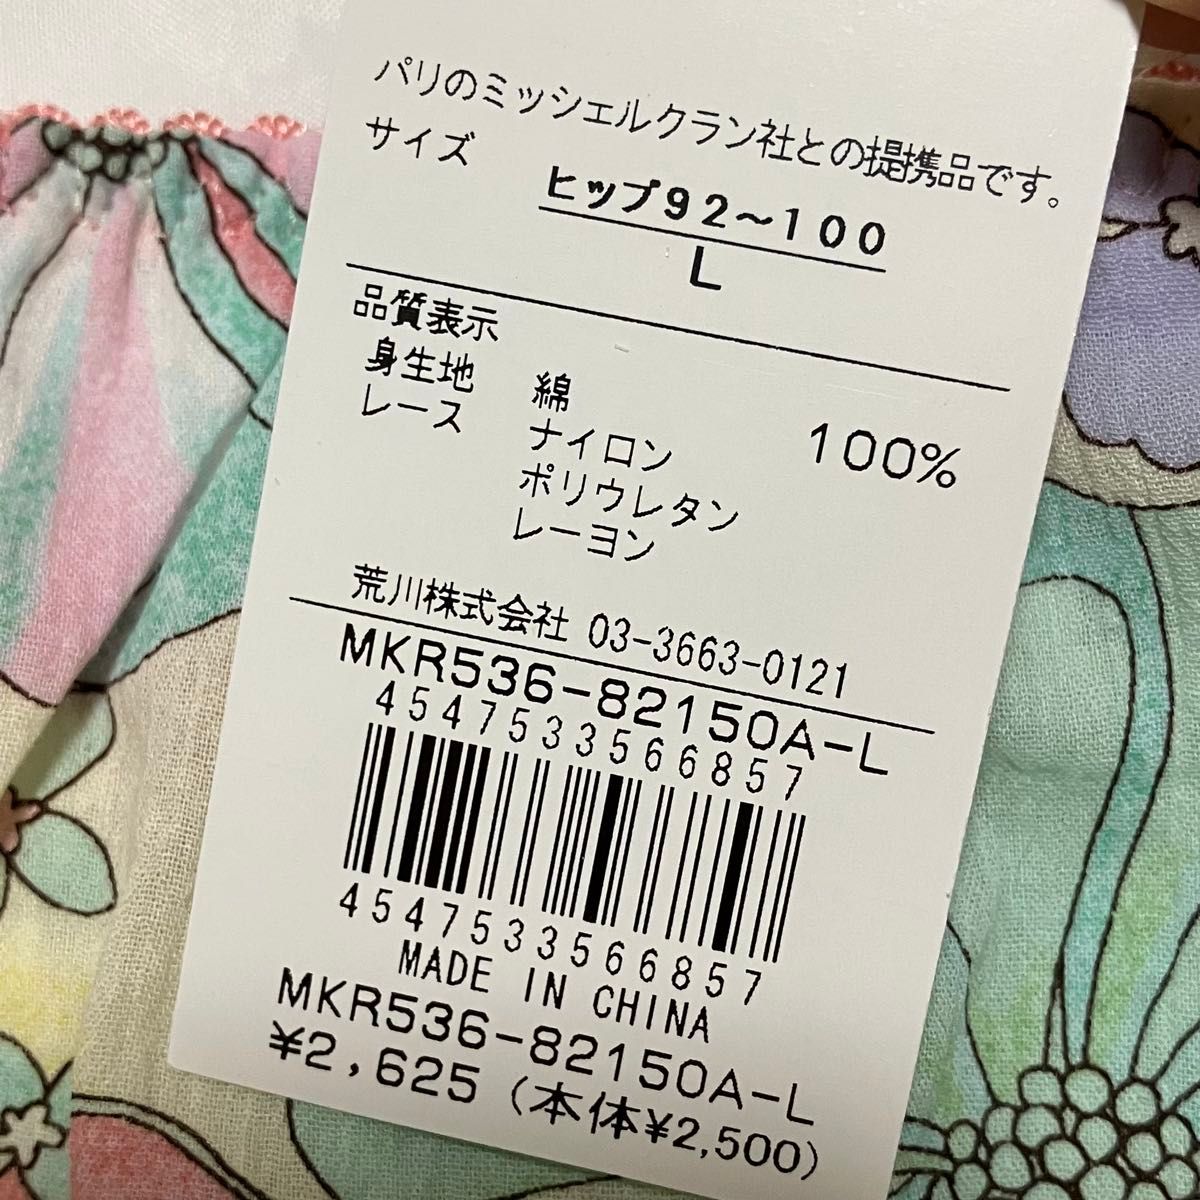 パリのミッシェルクラン社との提携品です。
サイズ
ヒップ92~100
L
品質表示
身生地 綿 100%
レース ナイロン
ポリウレタン
レーヨン
荒川株式会社 03-3663-0121
MKR536-82150A-L
4547533566857
4547533566857
MADE IN CHINA
MKR536-82150A-L
¥2,625 (本体¥2,500)